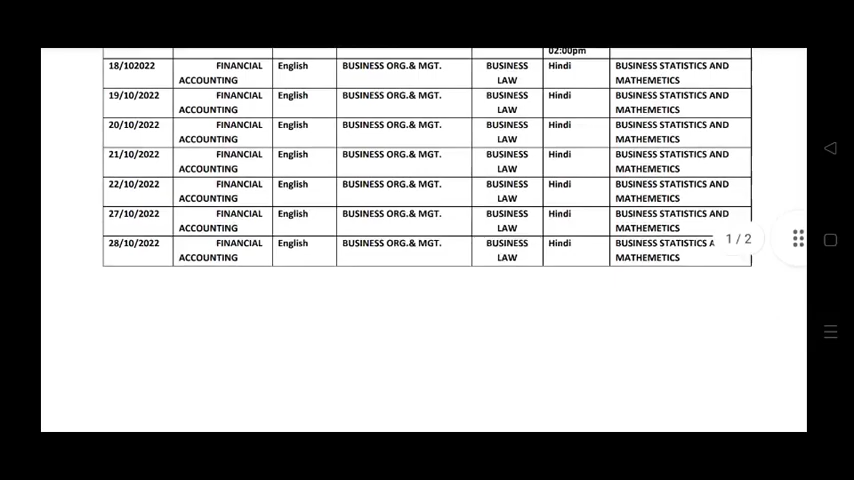 02:00pm
18/102022 FINANCIAL English BUSINESS ORG.& MGT. BUSINESS Hindi BUSINESS STATISTICS AND
ACCOUNTING LAW MATHEMETICS
19/10/2022 FINANCIAL English BUSINESS ORG.& MGT. BUSINESS Hindi BUSINESS STATISTICS AND
ACCOUNTING LAW MATHEMETICS
20/10/2022 FINANCIAL English BUSINESS ORG.& MGT. BUSINESS Hindi BUSINESS STATISTICS AND
ACCOUNTING LAW MATHEMETICS
21/10/2022 FINANCIAL English BUSINESS ORG.& MGT. BUSINESS Hindi BUSINESS STATISTICS AND
ACCOUNTING LAW MATHEMETICS
22/10/2022 FINANCIAL English BUSINESS ORG.& MGT. BUSINESS Hindi BUSINESS STATISTICS AND
ACCOUNTING LAW MATHEMETICS
27/10/2022 FINANCIAL English BUSINESS ORG.& MGT. BUSINESS Hindi BUSINESS STATISTICS AND
ACCOUNTING LAW MATHEMETICS
28/10/2022 FINANCIAL English BUSINESS ORG.& MGT. BUSINESS Hindi BUSINESS STATISTICS 1 / 2
ACCOUNTING LAW MATHEMETICS